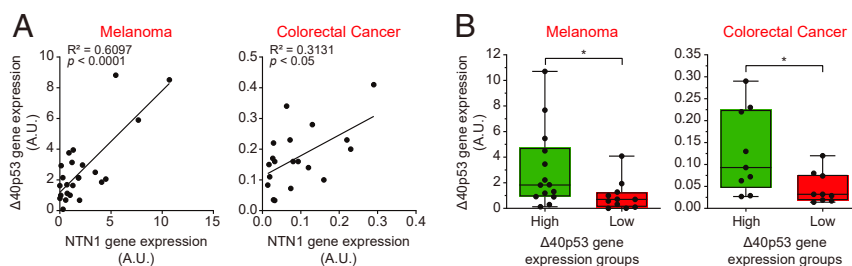 A
Melanoma
R² = 0.6097
p < 0.0001
Δ40p53 gene expression
(A.U.)
10
8
6
4
2
0
0
5
10
15
NTN1 gene expression
(A.U.)
Colorectal Cancer
R² = 0.3131
p < 0.05
0.5
0.4
0.3
0.2
0.1
0.0
0.0
0.1
0.2
0.3
0.4
NTN1 gene expression
(A.U.)
B
Melanoma
*
Δ40p53 gene expression
(A.U.)
12
10
8
6
4
2
0
High
Low
Δ40p53 gene
expression groups
Colorectal Cancer
*
0.35
0.30
0.25
0.20
0.15
0.10
0.05
0.00
High
Low
Δ40p53 gene
expression groups